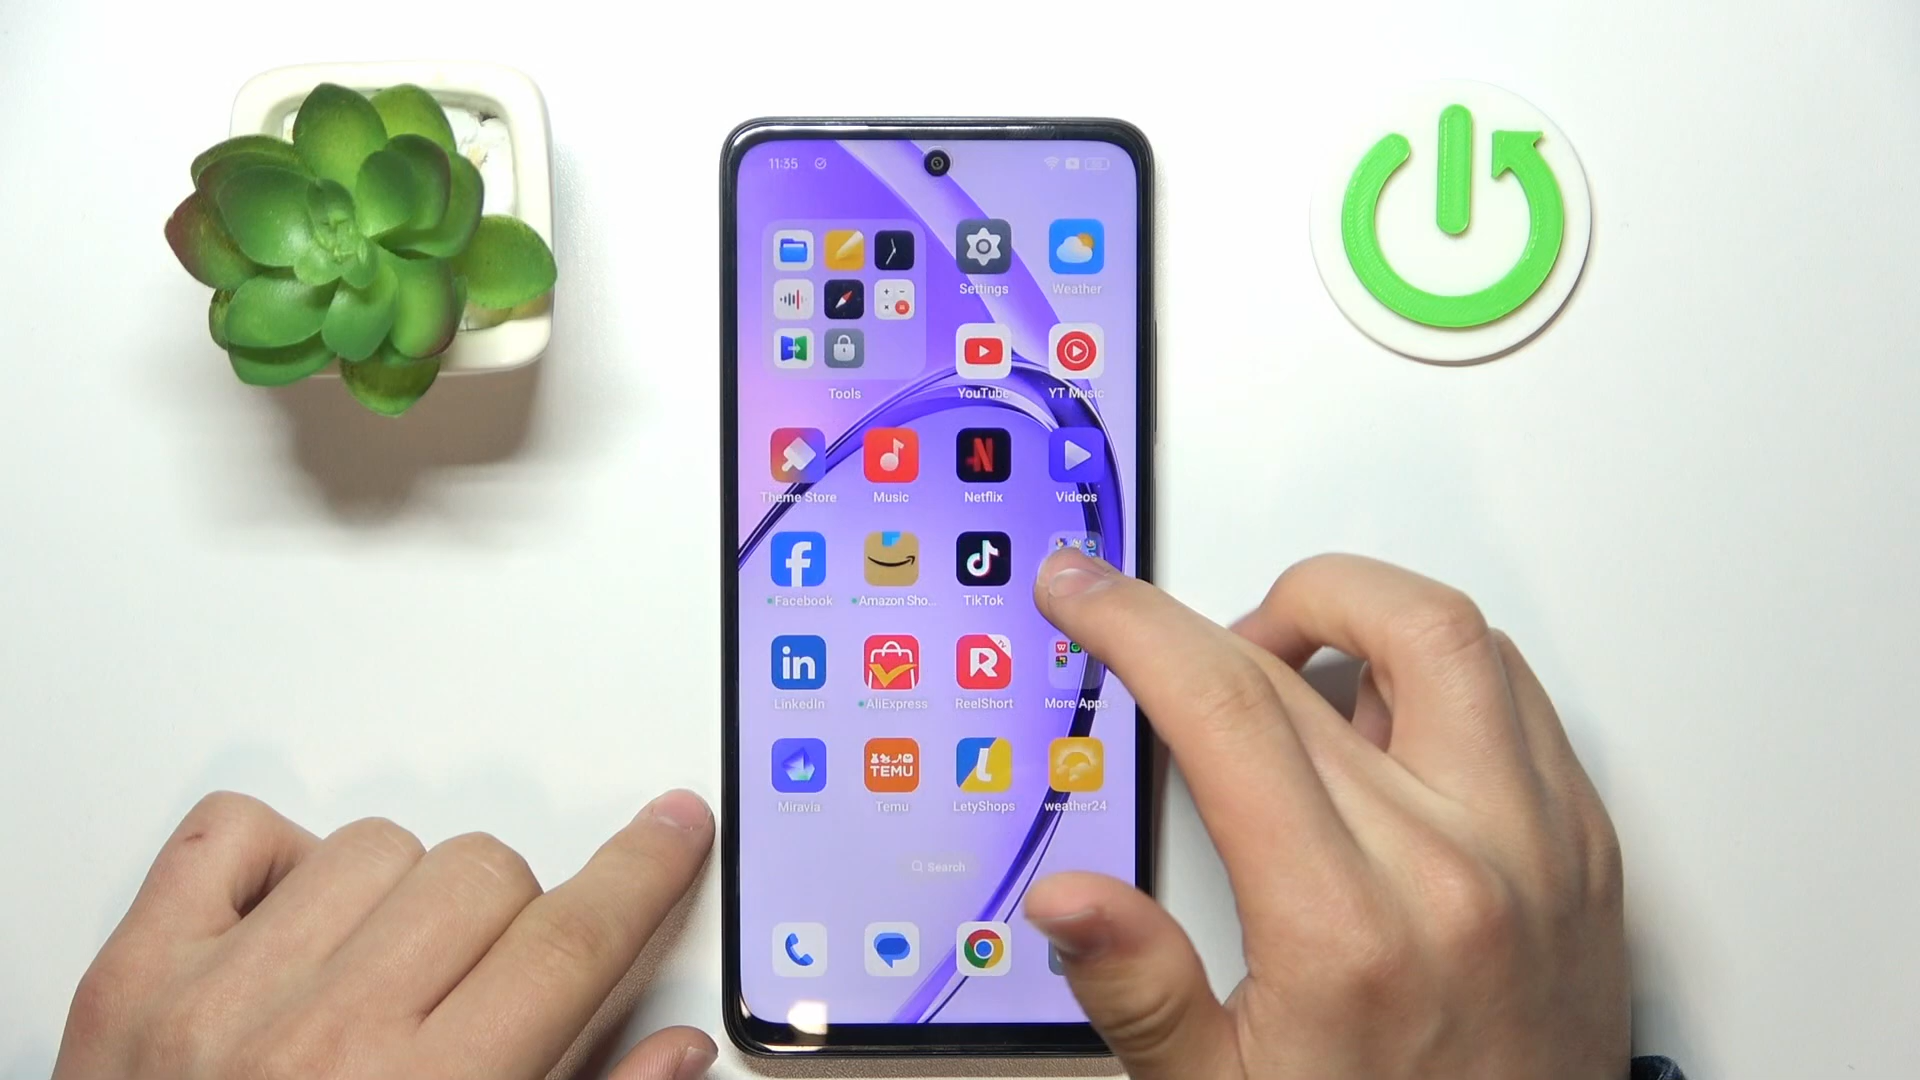 11:35
Settings
Weather
Tools
YouTube
YT Music
Theme Store
Music
Netflix
Videos
Facebook
Amazon Sho...
TikTok
LinkedIn
AliExpress
ReelShort
TV
More Apps
Miravia
TEMU
Temu
LetyShops
weather24
Search